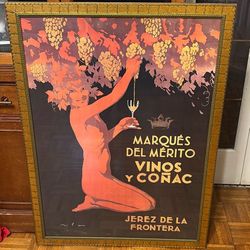 MARQUÉS
DEL MÉRITO
VINOS
Y COÑAC
JEREZ DE LA
FRONTERA